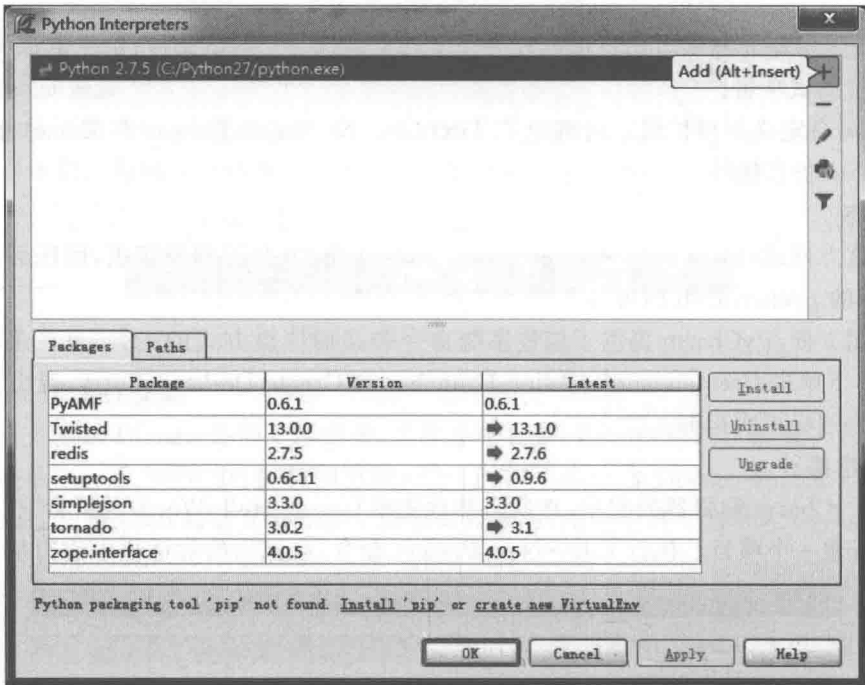 Python Interpreters
Python 2.7.5 (C:/Python27/python.exe)
Add (Alt+Insert)
Packages Paths
Package Version Latest
PyAMF 0.6.1 0.6.1
Twisted 13.0.0 13.1.0
redis 2.7.5 2.7.6
setuptools 0.6c11 0.9.6
simplejson 3.3.0 3.3.0
tornado 3.0.2 3.1
zope.interface 4.0.5 4.0.5
Install
Uninstall
Upgrade
Python packaging tool 'pip' not found. Install 'pip' or create new VirtualEnv
OK Cancel Apply Help